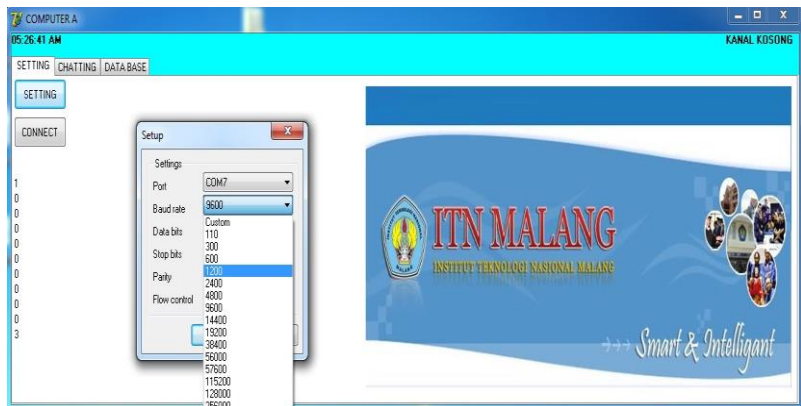 COMPUTER A
05:26:41 AM
KANAL KOSONG
SETTING CHATTING DATA BASE
SETTING
CONNECT
1
0
0
0
0
0
0
0
0
0
3
Setup
Settings
Port COM7
Baud rate 9600
Data bits
Stop bits
Parity
Flow control
Custom
110
300
600
1200
2400
4800
9600
14400
19200
38400
56000
57600
115200
128000
256000
ITN MALANG
INSTITUT TEKNOLOGI NASIONAL MALANG
Smart & Intelligant